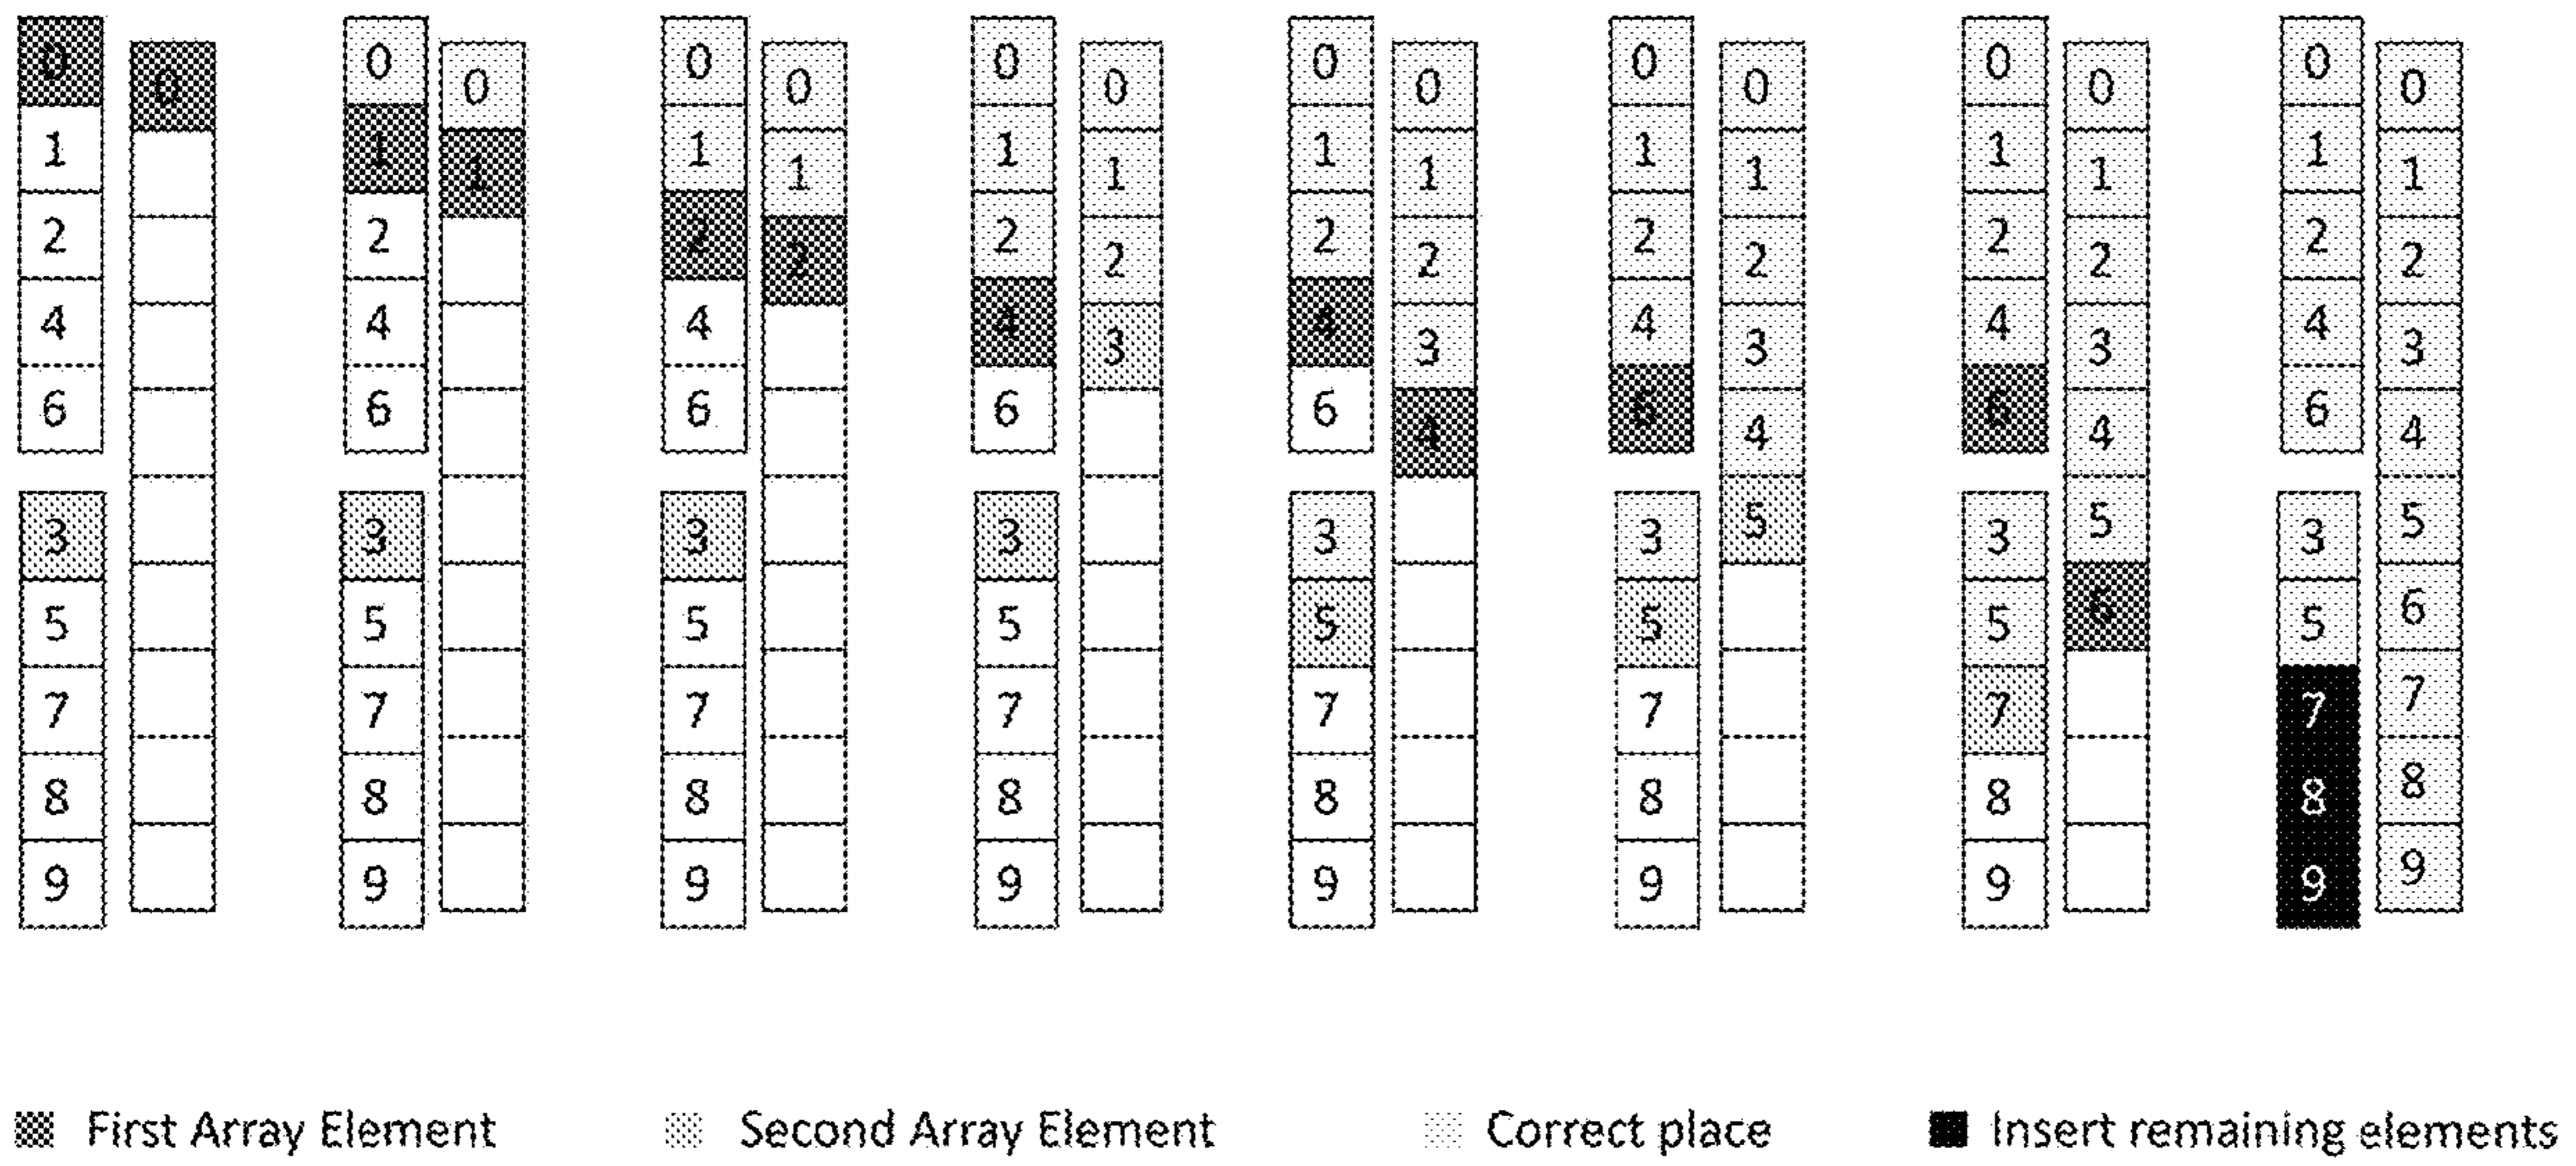 0 0 0 0 0 0 0 0
0 0 0 0 0 0 0 0
1 1 1 1 1 1 1 1
1 1 1 1 1 1 1
2 2 2 2 2 2 2 2
2 2 2 2 2 2
4 4 4 4 4 4 4 4
3 3 3 3 3
6 6 6 6 6 6 6 6
4 4 4 4
5 5 5
3 3 3 3 3 3 3 3
6 6
5 5 5 5 5 5 5 5
7
7 7 7 7 7 7 7 7
8
8 8 8 8 8 8 8 8
9
9 9 9 9 9 9 9 9
First Array Element Second Array Element Correct place Insert remaining elements